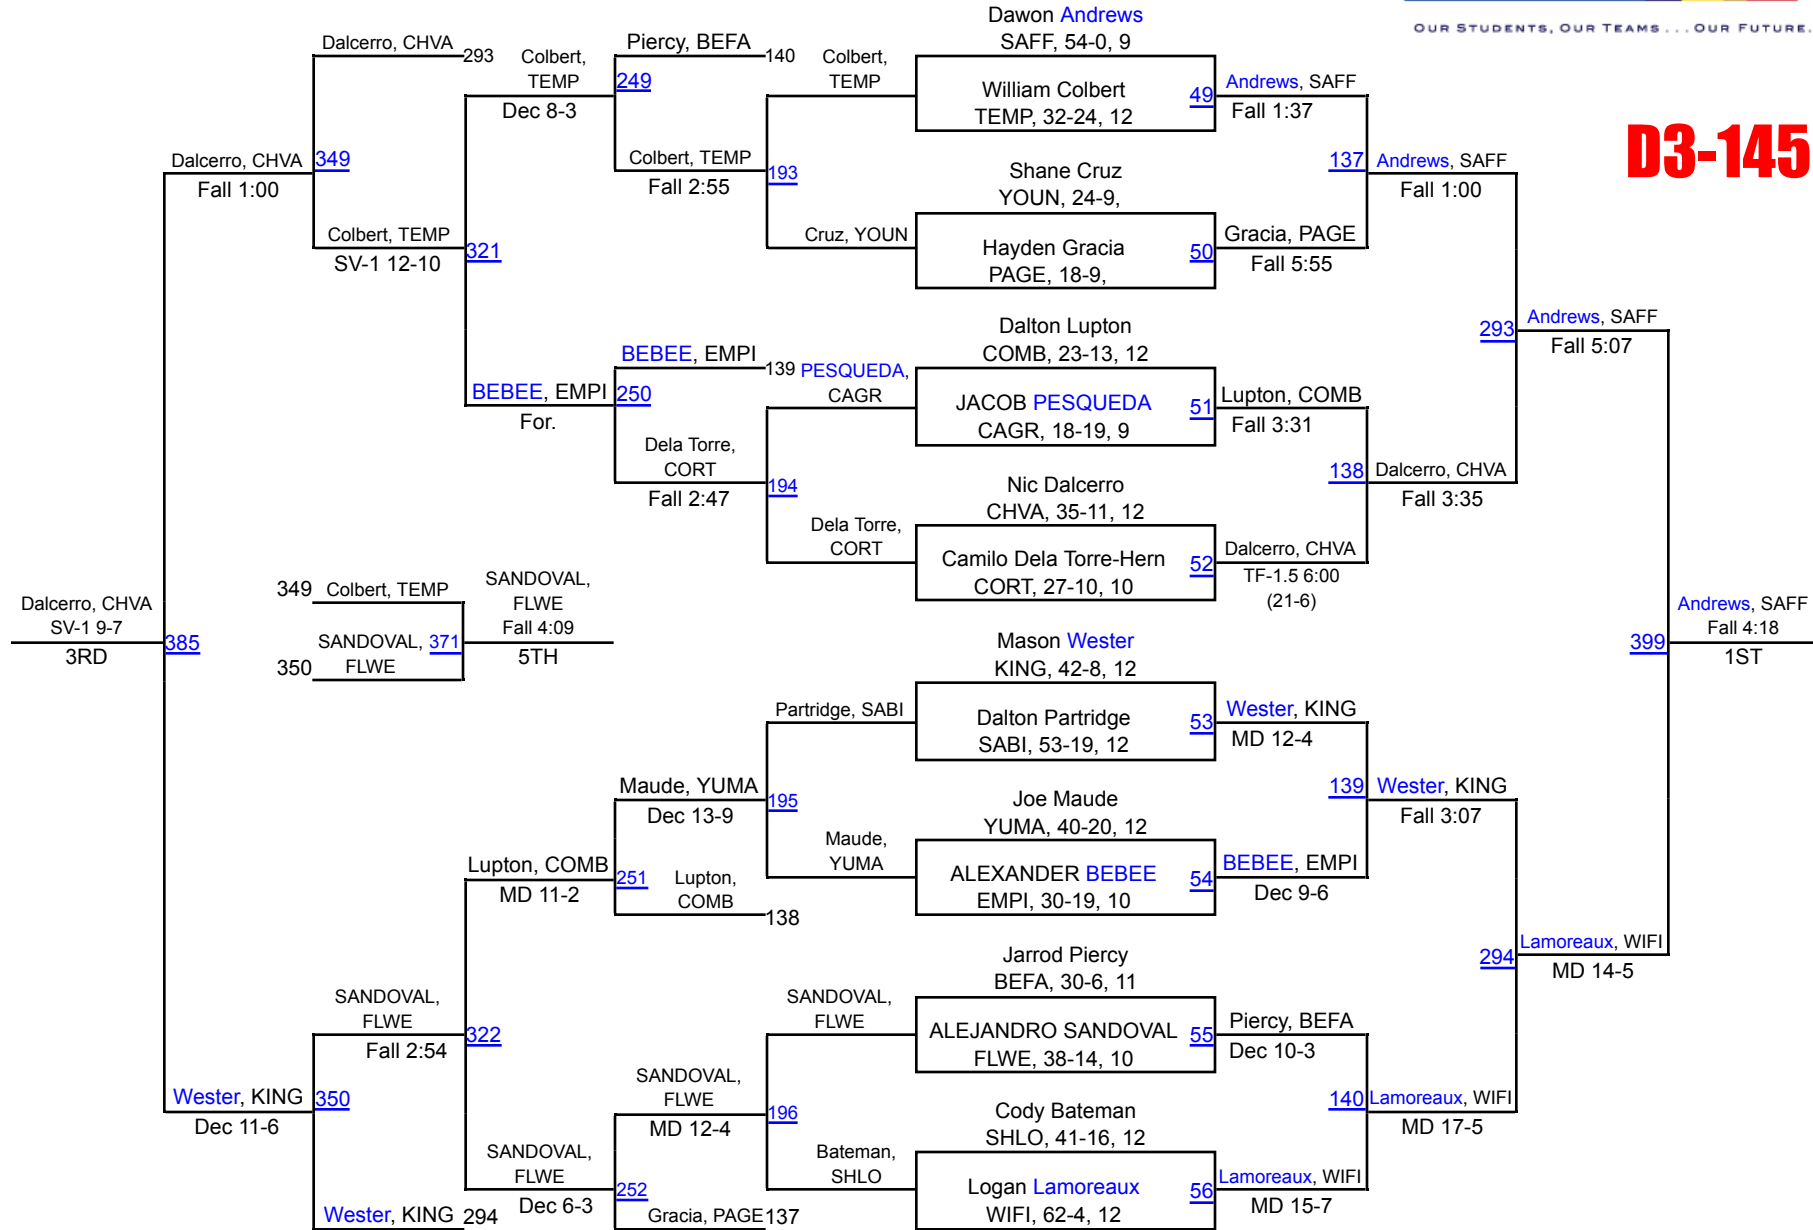 OUR STUDENTS, OUR TEAMS . . . OUR FUTURE.
D3-145
Dawon Andrews
SAFF, 54-0, 9
William Colbert
TEMP, 32-24, 12
49
Shane Cruz
YOUN, 24-9,
Hayden Gracia
PAGE, 18-9,
50
Dalton Lupton
COMB, 23-13, 12
JACOB PESQUEDA
CAGR, 18-19, 9
51
Nic Dalcerro
CHVA, 35-11, 12
Camilo Dela Torre-Hern
CORT, 27-10, 10
52
Mason Wester
KING, 42-8, 12
Dalton Partridge
SABI, 53-19, 12
53
Joe Maude
YUMA, 40-20, 12
ALEXANDER BEBEE
EMPI, 30-19, 10
54
Jarrod Piercy
BEFA, 30-6, 11
ALEJANDRO SANDOVAL
FLWE, 38-14, 10
55
Cody Bateman
SHLO, 41-16, 12
Logan Lamoreaux
WIFI, 62-4, 12
56
Andrews, SAFF
Fall 1:37
137
Gracia, PAGE
Fall 5:55
Lupton, COMB
Fall 3:31
138
Dalcerro, CHVA
TF-1.5 6:00
(21-6)
Wester, KING
MD 12-4
139
BEBEE, EMPI
Dec 9-6
Piercy, BEFA
Dec 10-3
140
Lamoreaux, WIFI
MD 15-7
Andrews, SAFF
Fall 1:00
293
Dalcerro, CHVA
Fall 3:35
Wester, KING
Fall 3:07
294
Lamoreaux, WIFI
MD 17-5
Andrews, SAFF
Fall 5:07
399
Lamoreaux, WIFI
MD 14-5
Andrews, SAFF
Fall 4:18
1ST
Colbert,
TEMP
193
Cruz, YOUN
PESQUEDA,
CAGR
194
Dela Torre,
CORT
Partridge, SABI
195
Maude,
YUMA
SANDOVAL,
FLWE
196
Bateman,
SHLO
Piercy, BEFA
140
249
Colbert, TEMP
Fall 2:55
BEBEE, EMPI
139
250
Dela Torre,
CORT
Fall 2:47
Maude, YUMA
Dec 13-9
251
Lupton,
COMB
138
SANDOVAL,
FLWE
MD 12-4
252
Gracia, PAGE
137
Colbert,
TEMP
Dec 8-3
321
BEBEE, EMPI
For.
Lupton, COMB
MD 11-2
322
SANDOVAL,
FLWE
Dec 6-3
Dalcerro, CHVA
293
349
Colbert, TEMP
SV-1 12-10
SANDOVAL,
FLWE
Fall 2:54
350
Wester, KING
294
Dalcerro, CHVA
Fall 1:00
385
Wester, KING
Dec 11-6
Dalcerro, CHVA
SV-1 9-7
3RD
349
Colbert, TEMP
371
350
SANDOVAL,
FLWE
SANDOVAL,
FLWE
Fall 4:09
5TH